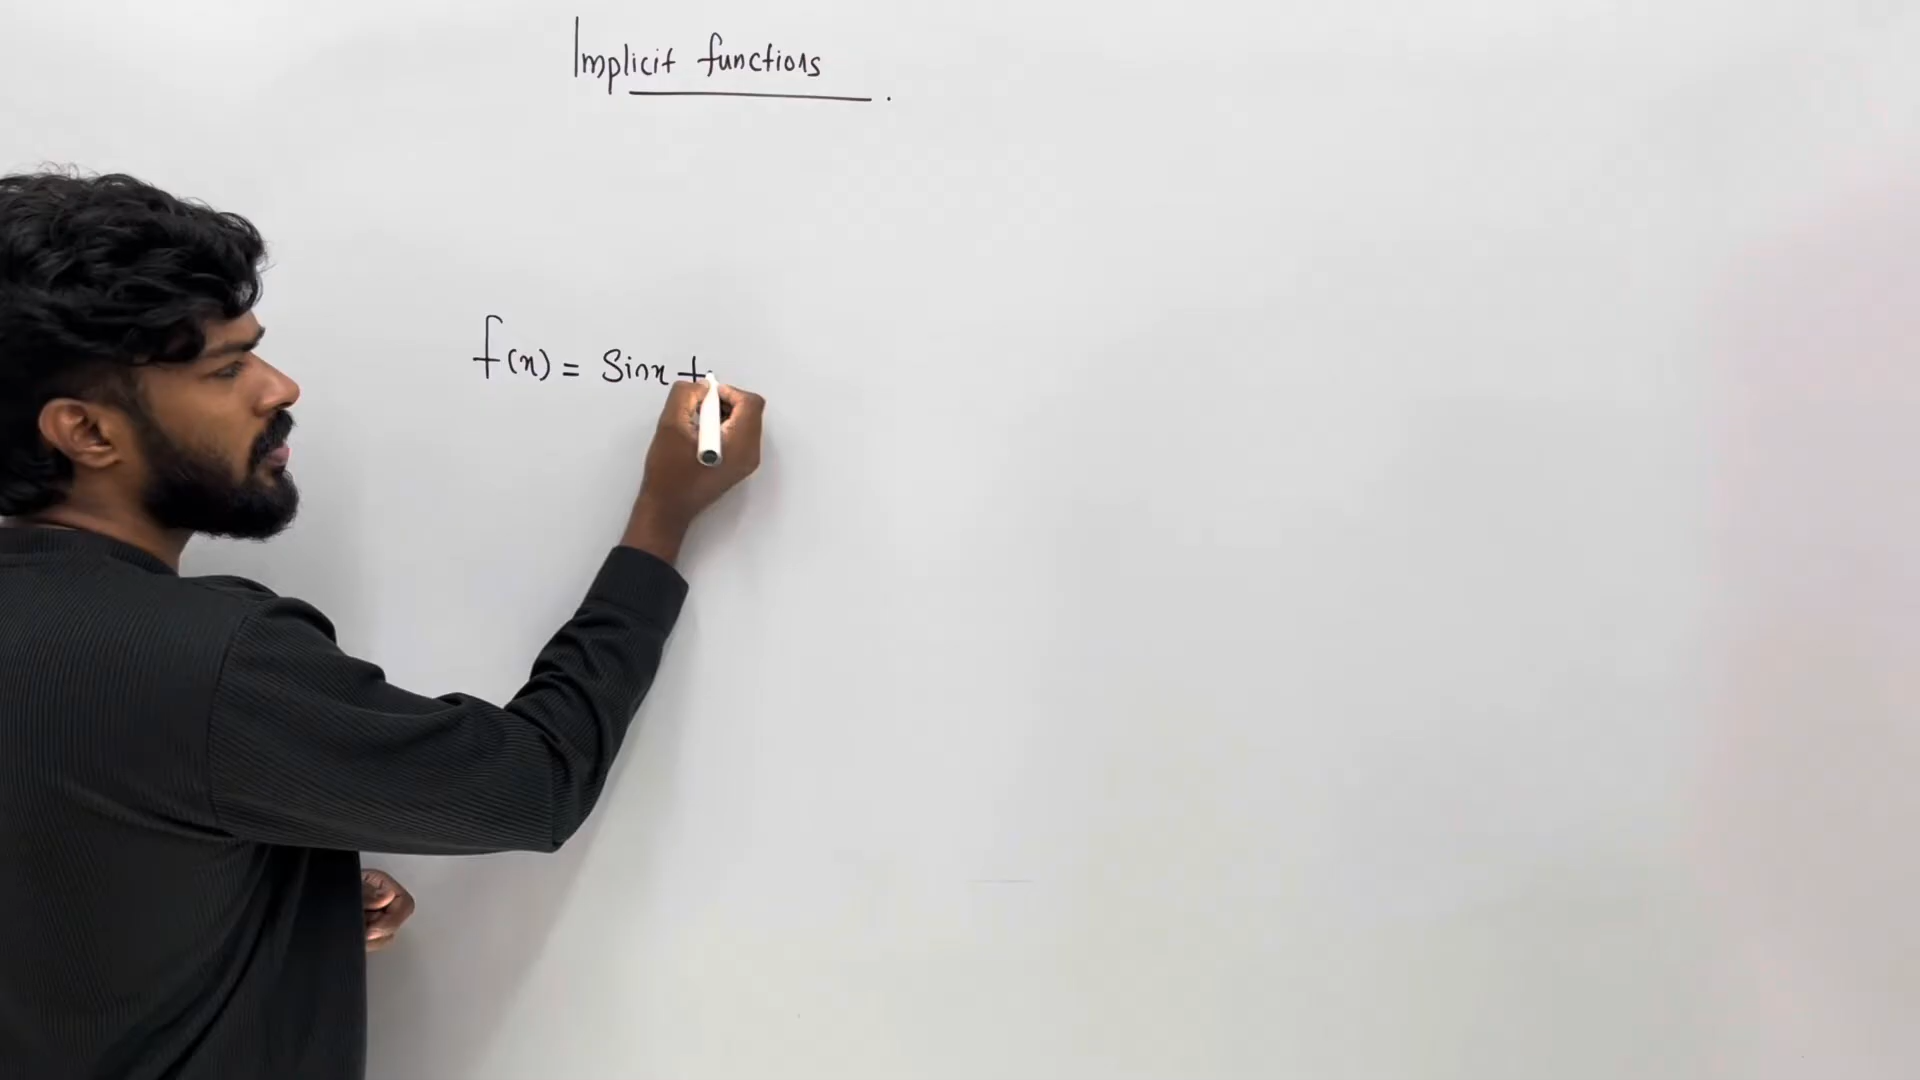 Implicit functions.
f(x) = Sinx +